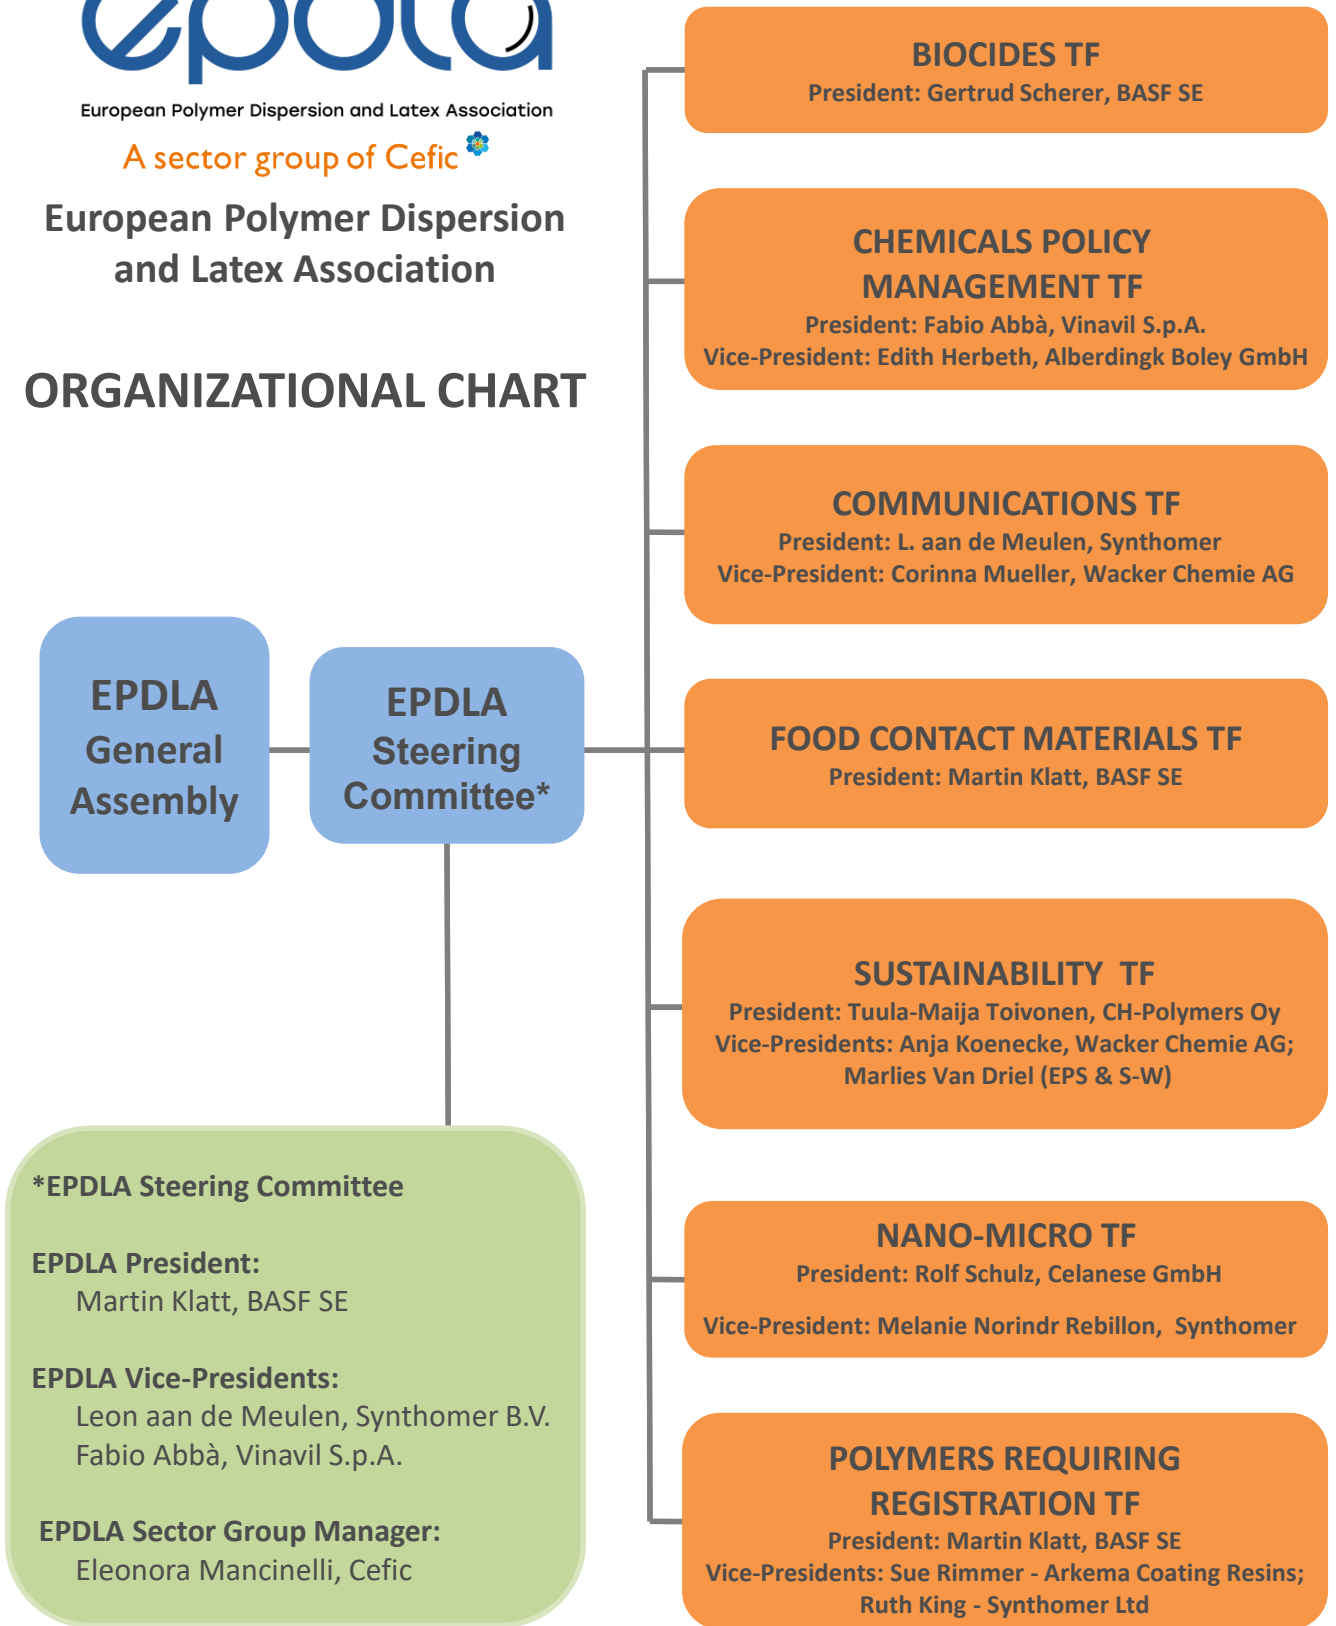 epdla
European Polymer Dispersion and Latex Association
A sector group of Cefic
European Polymer Dispersion
and Latex Association
ORGANIZATIONAL CHART
EPDLA
General
Assembly
EPDLA
Steering
Committee*
*EPDLA Steering Committee
EPDLA President:
Martin Klatt, BASF SE
EPDLA Vice-Presidents:
Leon aan de Meulen, Synthomer B.V.
Fabio Abbà, Vinavil S.p.A.
EPDLA Sector Group Manager:
Eleonora Mancinelli, Cefic
BIOCIDES TF
President: Gertrud Scherer, BASF SE
CHEMICALS POLICY
MANAGEMENT TF
President: Fabio Abbà, Vinavil S.p.A.
Vice-President: Edith Herbeth, Alberdingk Boley GmbH
COMMUNICATIONS TF
President: L. aan de Meulen, Synthomer
Vice-President: Corinna Mueller, Wacker Chemie AG
FOOD CONTACT MATERIALS TF
President: Martin Klatt, BASF SE
SUSTAINABILITY TF
President: Tuula-Maija Toivonen, CH-Polymers Oy
Vice-Presidents: Anja Koenecke, Wacker Chemie AG;
Marlies Van Driel (EPS & S-W)
NANO-MICRO TF
President: Rolf Schulz, Celanese GmbH
Vice-President: Melanie Norindr Rebillon, Synthomer
POLYMERS REQUIRING
REGISTRATION TF
President: Martin Klatt, BASF SE
Vice-Presidents: Sue Rimmer - Arkema Coating Resins;
Ruth King - Synthomer Ltd